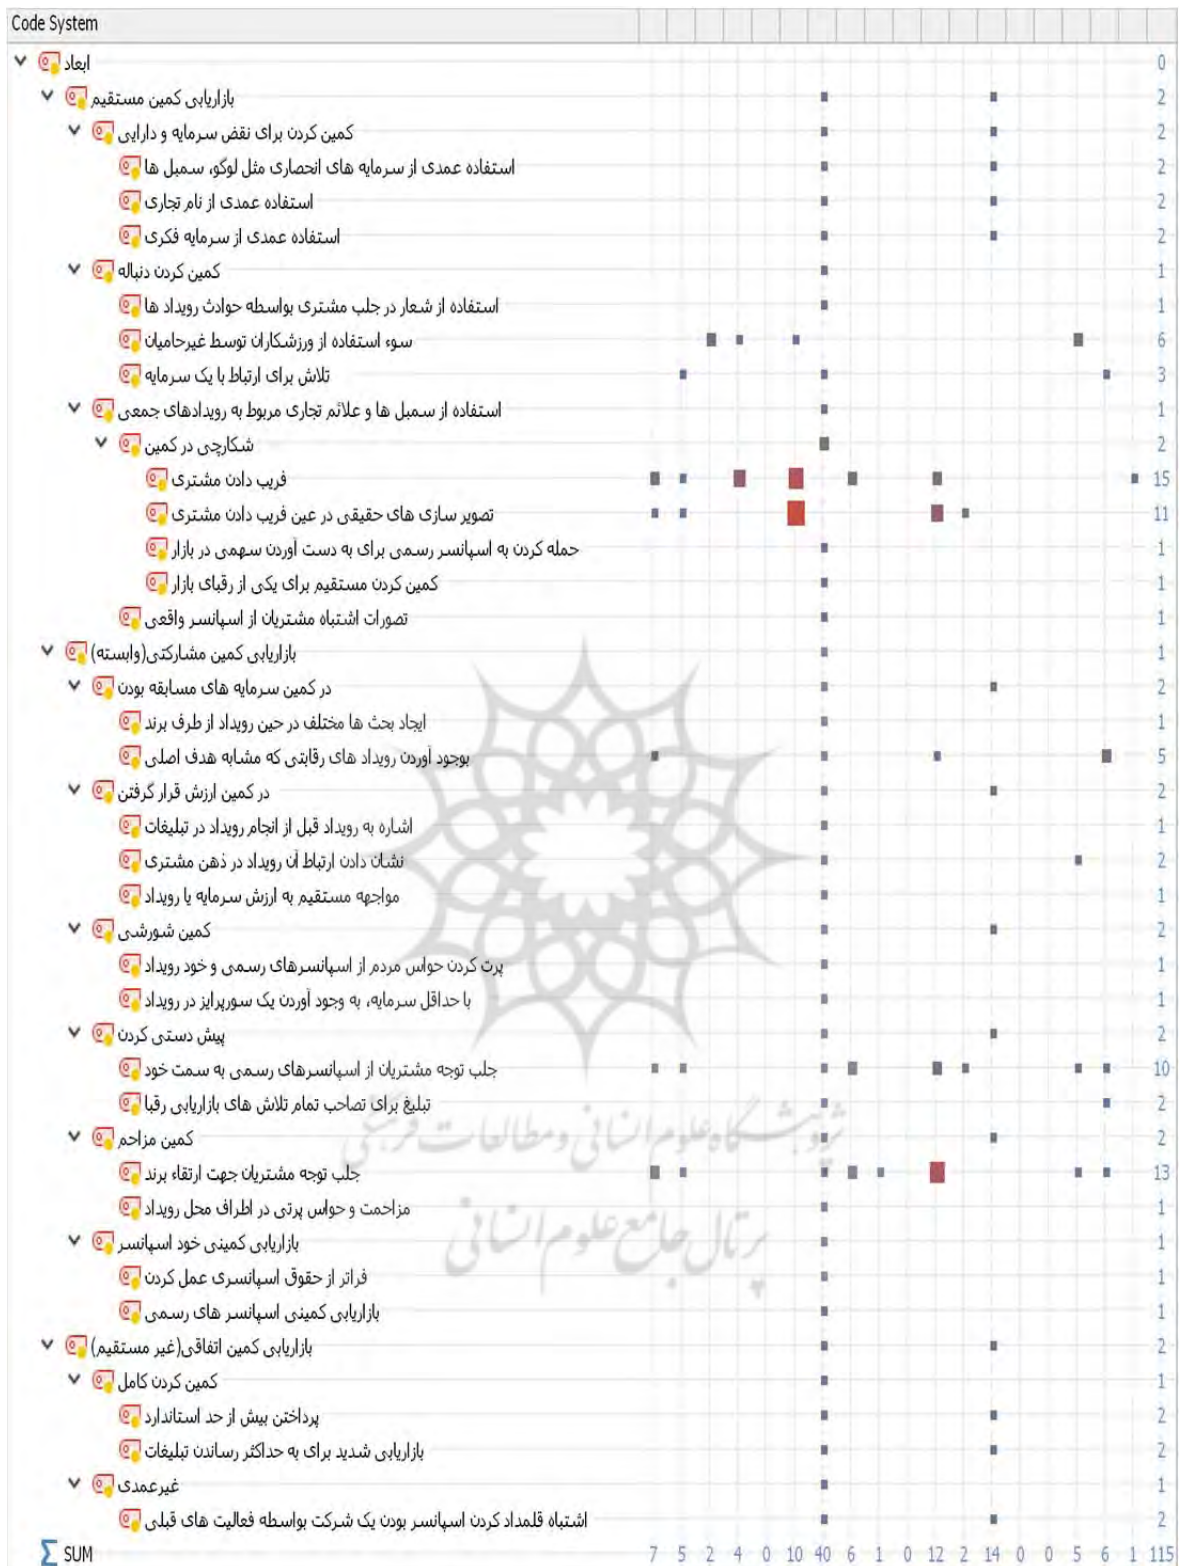 Code System
ابعاد 0
بازاریابی کمین مستقیم 2
کمین کردن برای نقض سرمایه و دارایی 2
استفاده عمدی از سرمایه های انحصاری مثل لوگو، سمبل ها 2
استفاده عمدی از نام تجاری 2
استفاده عمدی از سرمایه فکری 2
کمین کردن دنباله 1
استفاده از شعار در جلب مشتری بواسطه حوادث رویداد ها 1
سوء استفاده از ورزشکاران توسط غیرحامیان 6
تلاش برای ارتباط با یک سرمایه 3
استفاده از سمبل ها و علائم تجاری مربوط به رویدادهای جمعی 1
شکارچی در کمین 2
فریب دادن مشتری 15
تصویر سازی های حقیقی در عین فریب دادن مشتری 11
حمله کردن به اسپانسر رسمی برای به دست آوردن سهمی در بازار 1
کمین کردن مستقیم برای یکی از رقبای بازار 1
تصورات اشتباه مشتریان از اسپانسر واقعی 1
بازاریابی کمین مشارکتی(وابسته) 1
در کمین سرمایه های مسابقه بودن 2
ایجاد بحث ها مختلف در حین رویداد از طرف برند 1
بوجود آوردن رویداد های رقابتی که مشابه هدف اصلی 5
در کمین ارزش قرار گرفتن 2
اشاره به رویداد قبل از انجام رویداد در تبلیغات 1
نشان دادن ارتباط آن رویداد در ذهن مشتری 2
مواجهه مستقیم به ارزش سرمایه یا رویداد 1
کمین شورشی 2
پرت کردن حواس مردم از اسپانسرهای رسمی و خود رویداد 1
با حداقل سرمایه، به وجود آوردن یک سورپرایز در رویداد 1
پیش دستی کردن 2
جلب توجه مشتریان از اسپانسرهای رسمی به سمت خود 10
تبلیغ برای تصاحب تمام تلاش های بازاریابی رقبا 2
پژوهشگاه علوم انسانی و مطالعات فرهنگی
کمین مزاحم 2
جلب توجه مشتریان جهت ارتقاء برند 13
مزاحمت و حواس پرتی در اطراف محل رویداد 1
پرتال جامع علوم انسانی
بازاریابی کمینی خود اسپانسر 1
فراتر از حقوق اسپانسری عمل کردن 1
بازاریابی کمینی اسپانسر های رسمی 1
بازاریابی کمین اتفاقی(غیر مستقیم) 2
کمین کردن کامل 1
پرداختن بیش از حد استاندارد 2
بازاریابی شدید برای به حداکثر رساندن تبلیغات 2
غیرعمدی 1
اشتباه قلمداد کردن اسپانسر بودن یک شرکت بواسطه فعالیت های قبلی 2
Σ SUM 7 5 2 4 0 10 40 6 1 0 12 2 14 0 0 5 6 1 115